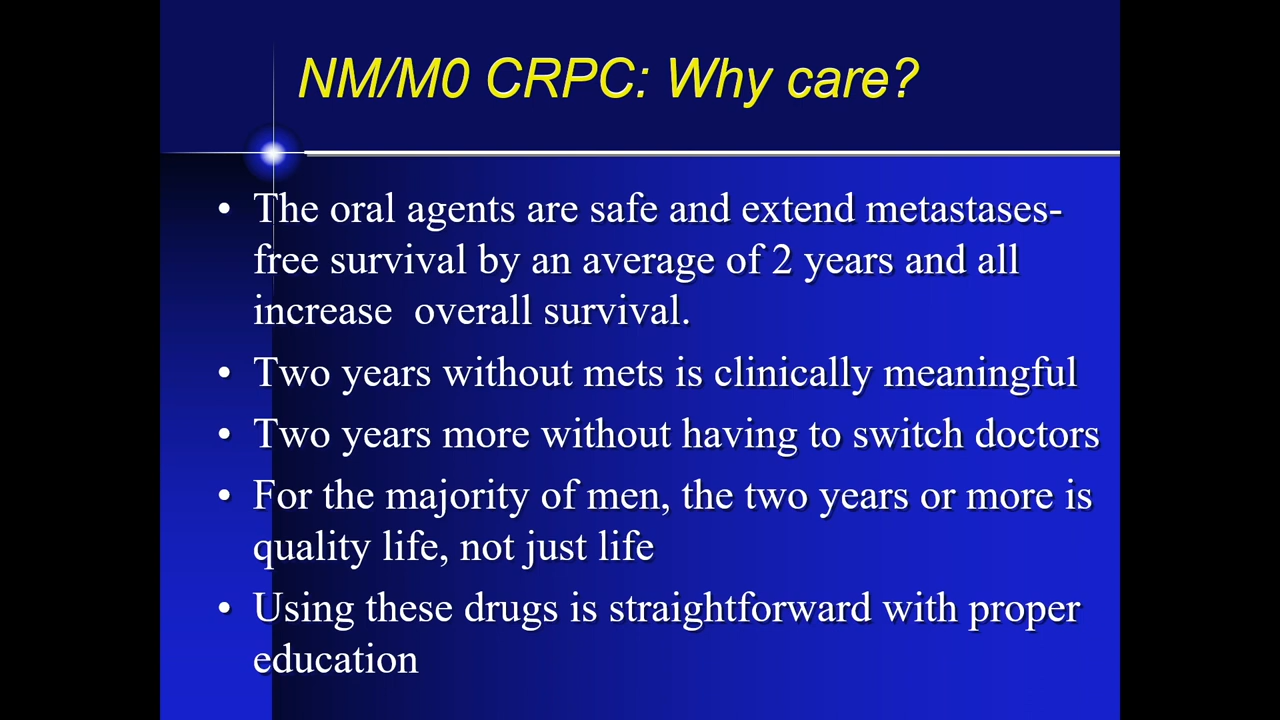 NM/M0 CRPC: Why care?
• The oral agents are safe and extend metastases-
free survival by an average of 2 years and all
increase  overall survival.
• Two years without mets is clinically meaningful
• Two years more without having to switch doctors
• For the majority of men, the two years or more is
quality life, not just life
• Using these drugs is straightforward with proper
education